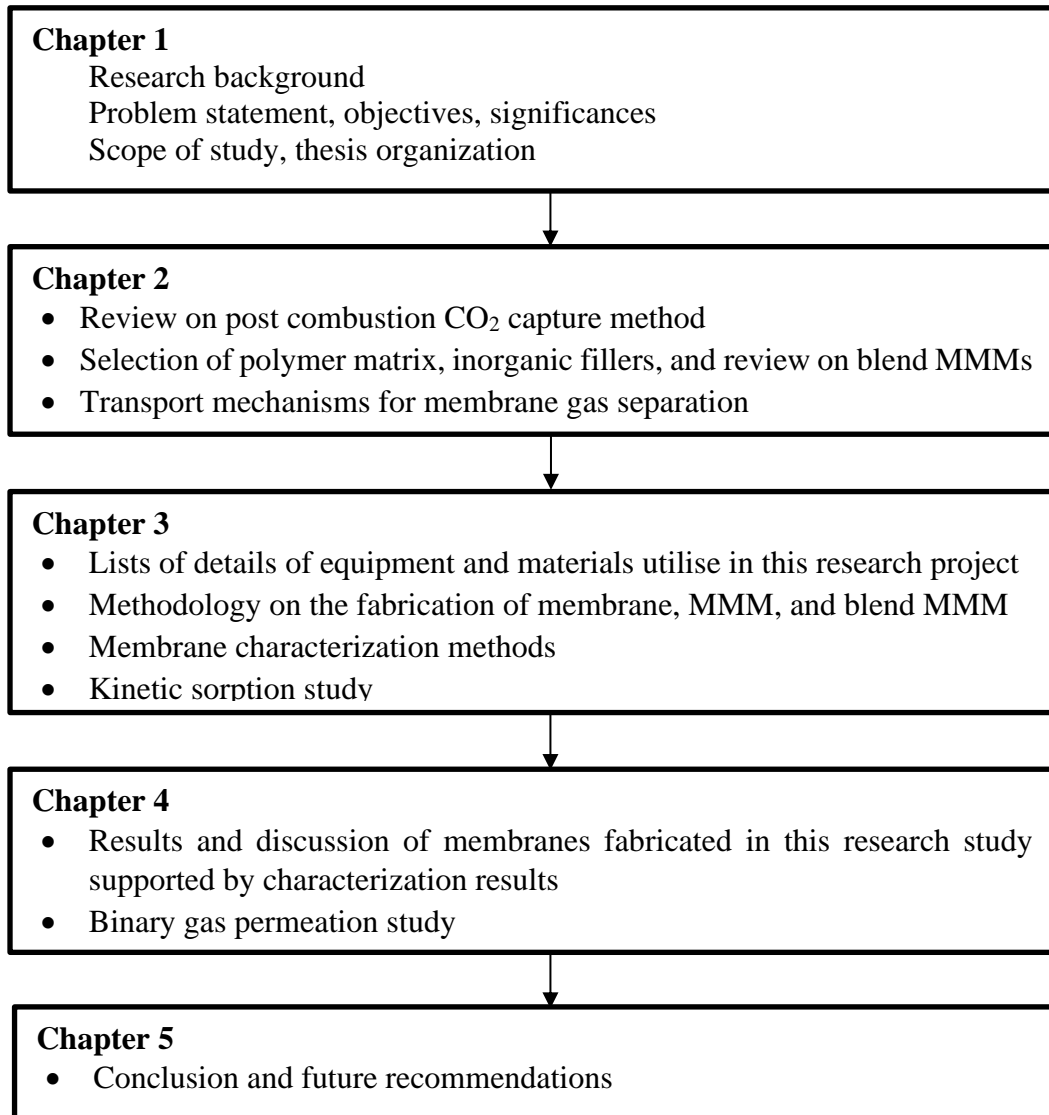 Chapter 1
Research background
Problem statement, objectives, significances
Scope of study, thesis organization
Chapter 2
• Review on post combustion CO₂ capture method
• Selection of polymer matrix, inorganic fillers, and review on blend MMMs
• Transport mechanisms for membrane gas separation
Chapter 3
• Lists of details of equipment and materials utilise in this research project
• Methodology on the fabrication of membrane, MMM, and blend MMM
• Membrane characterization methods
• Kinetic sorption study
Chapter 4
• Results and discussion of membranes fabricated in this research study
supported by characterization results
• Binary gas permeation study
Chapter 5
• Conclusion and future recommendations